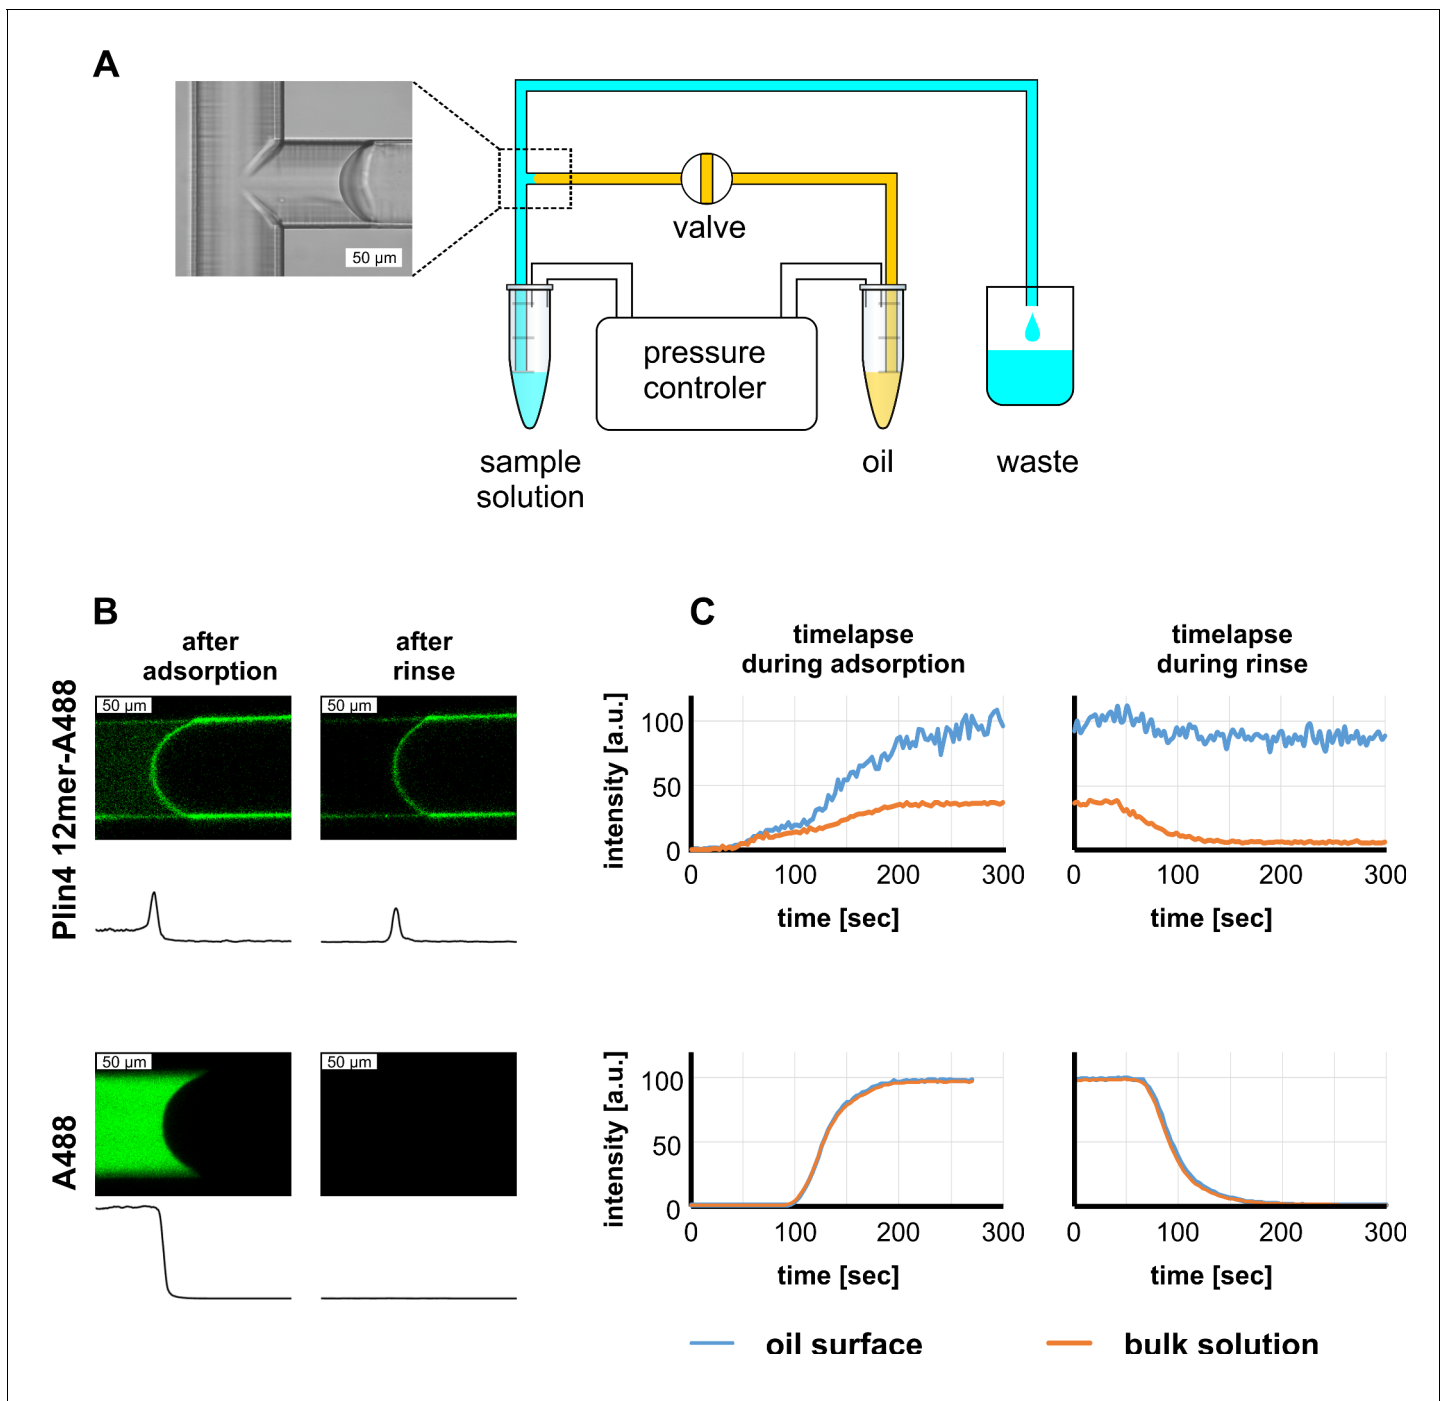 A
50 µm
valve
pressure
controler
sample
solution
oil
waste
B
after
adsorption
after
rinse
Plin4 12mer-A488
50 µm
50 µm
A488
50 µm
50 µm
C
timelapse
during adsorption
timelapse
during rinse
intensity [a.u.]
100
50
0
0 100 200 300
time [sec]
0 100 200 300
time [sec]
intensity [a.u.]
100
50
0
0 100 200 300
time [sec]
0 100 200 300
time [sec]
oil surface
bulk solution